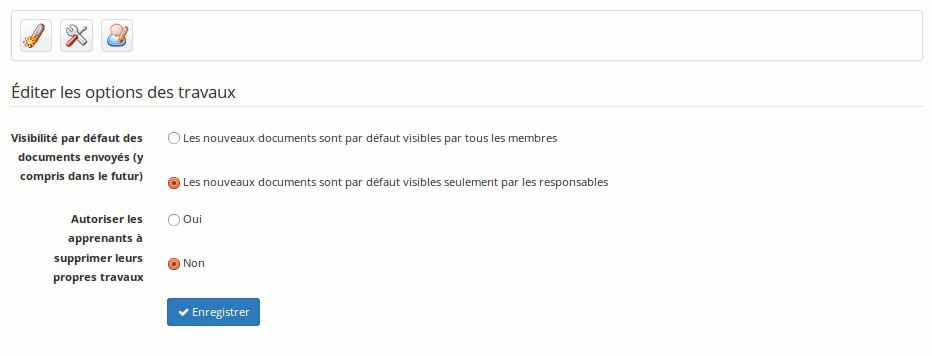 Éditer les options des travaux
Visibilité par défaut des
documents envoyés (y
compris dans le futur)
Les nouveaux documents sont par défaut visibles par tous les membres
Les nouveaux documents sont par défaut visibles seulement par les responsables
Autoriser les
apprenants à
supprimer leurs
propres travaux
Oui
Non
Enregistrer